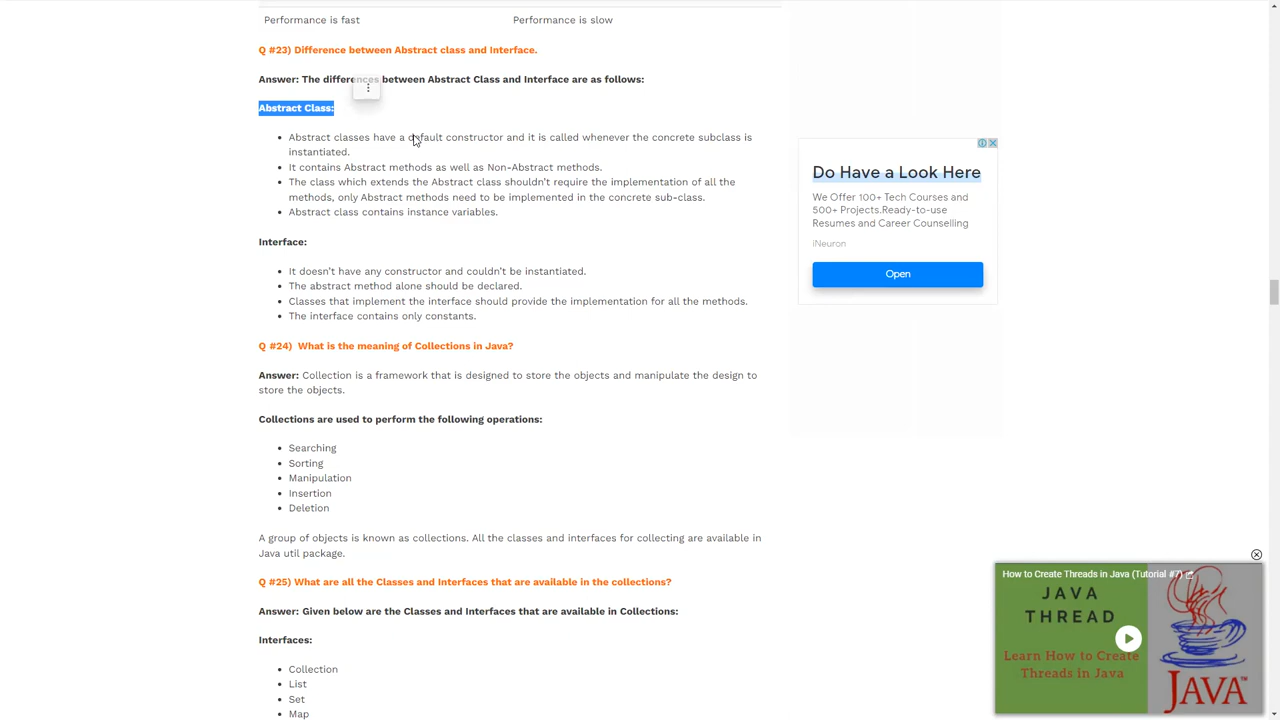 Performance is fast
Performance is slow
Q #23) Difference between Abstract class and Interface.
Answer: The differences between Abstract Class and Interface are as follows:
Abstract Class:
• Abstract classes have a default constructor and it is called whenever the concrete subclass is
instantiated.
• It contains Abstract methods as well as Non-Abstract methods.
• The class which extends the Abstract class shouldn't require the implementation of all the
methods, only Abstract methods need to be implemented in the concrete sub-class.
• Abstract class contains instance variables.
Interface:
• It doesn't have any constructor and couldn't be instantiated.
• The abstract method alone should be declared.
• Classes that implement the interface should provide the implementation for all the methods.
• The interface contains only constants.
Q #24)  What is the meaning of Collections in Java?
Answer: Collection is a framework that is designed to store the objects and manipulate the design to
store the objects.
Collections are used to perform the following operations:
• Searching
• Sorting
• Manipulation
• Insertion
• Deletion
A group of objects is known as collections. All the classes and interfaces for collecting are available in
Java util package.
Q #25) What are all the Classes and Interfaces that are available in the collections?
Answer: Given below are the Classes and Interfaces that are available in Collections:
Interfaces:
• Collection
• List
• Set
• Map
Do Have a Look Here
We Offer 100+ Tech Courses and
500+ Projects.Ready-to-use
Resumes and Career Counselling
iNeuron
Open
How to Create Threads in Java (Tutorial #7)
JAVA
THREAD
Learn How to Create
Threads in Java
JAVA